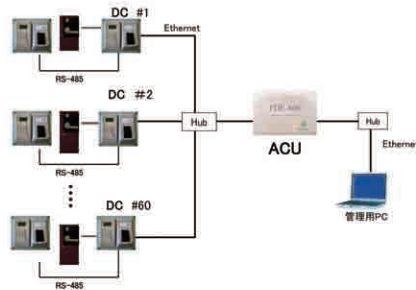 DC #1
Ethernet
RS-485
DC #2
Hub
ACU
Hub
Ethernet
RS-485
管理用PC
DC #60
RS-485